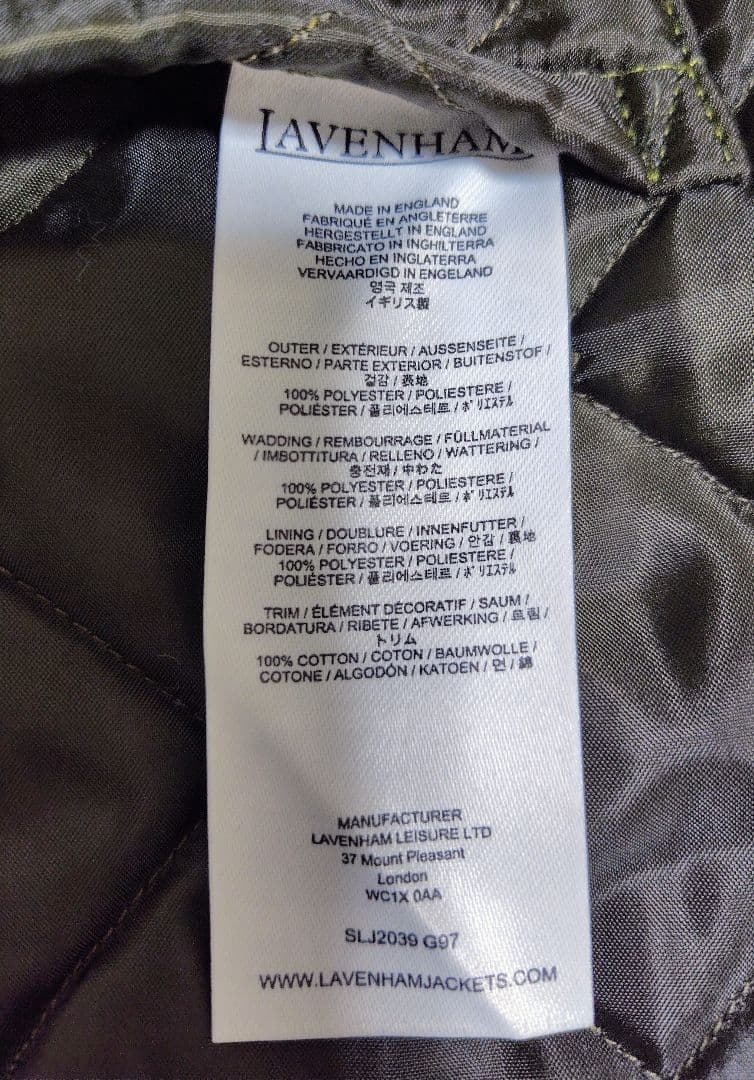 LAVENHAM
MADE IN ENGLAND
FABRIQUÉ EN ANGLETERRE
HERGESTELLT IN ENGLAND
FABBRICATO IN INGHILTERRA
HECHO EN INGLATERRA
VERVAARDIGD IN ENGELAND
영국 제조
イギリス製
OUTER / EXTÉRIEUR / AUSSENSEITE /
ESTERNO / PARTE EXTERIOR / BUITENSTOF /
겉감 / 表地
100% POLYESTER / POLIESTERE /
POLIÉSTER / 폴리에스테르 / ポリエステル
WADDING / REMBOURRAGE / FÜLLMATERIAL
/ IMBOTTITURA / RELLENO / WATTERING /
충전재 / 中わた
100% POLYESTER / POLIESTERE /
POLIÉSTER / 폴리에스테르 / ポリエステル
LINING / DOUBLURE / INNENFUTTER /
FODERA / FORRO / VOERING / 안감 / 裏地
100% POLYESTER / POLIESTERE /
POLIÉSTER / 폴리에스테르 / ポリエステル
TRIM / ÉLÉMENT DÉCORATIF / SAUM /
BORDATURA / RIBETE / AFWERKING / 트림 /
トリム
100% COTTON / COTON / BAUMWOLLE /
COTONE / ALGODÓN / KATOEN / 면 / 綿
MANUFACTURER
LAVENHAM LEISURE LTD
37 Mount Pleasant
London
WC1X 0AA
SLJ2039 G97
WWW.LAVENHAMJACKETS.COM